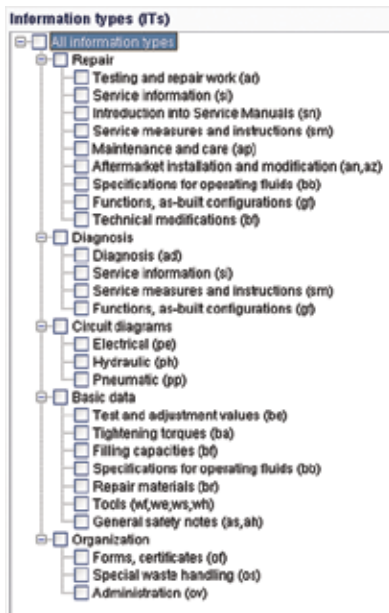 Information types (ITs)
All information types
Repair
Testing and repair work (ar)
Service information (si)
Introduction into Service Manuals (sn)
Service measures and instructions (sm)
Maintenance and care (ap)
Aftermarket installation and modification (an,az)
Specifications for operating fluids (bb)
Functions, as-built configurations (gf)
Technical modifications (bf)
Diagnosis
Diagnosis (ad)
Service information (si)
Service measures and instructions (sm)
Functions, as-built configurations (gf)
Circuit diagrams
Electrical (pe)
Hydraulic (ph)
Pneumatic (pp)
Basic data
Test and adjustment values (be)
Tightening torques (ba)
Filling capacities (bf)
Specifications for operating fluids (bb)
Repair materials (br)
Tools (wf,we,ws,wh)
General safety notes (as,ah)
Organization
Forms, certificates (of)
Special waste handling (os)
Administration (ov)